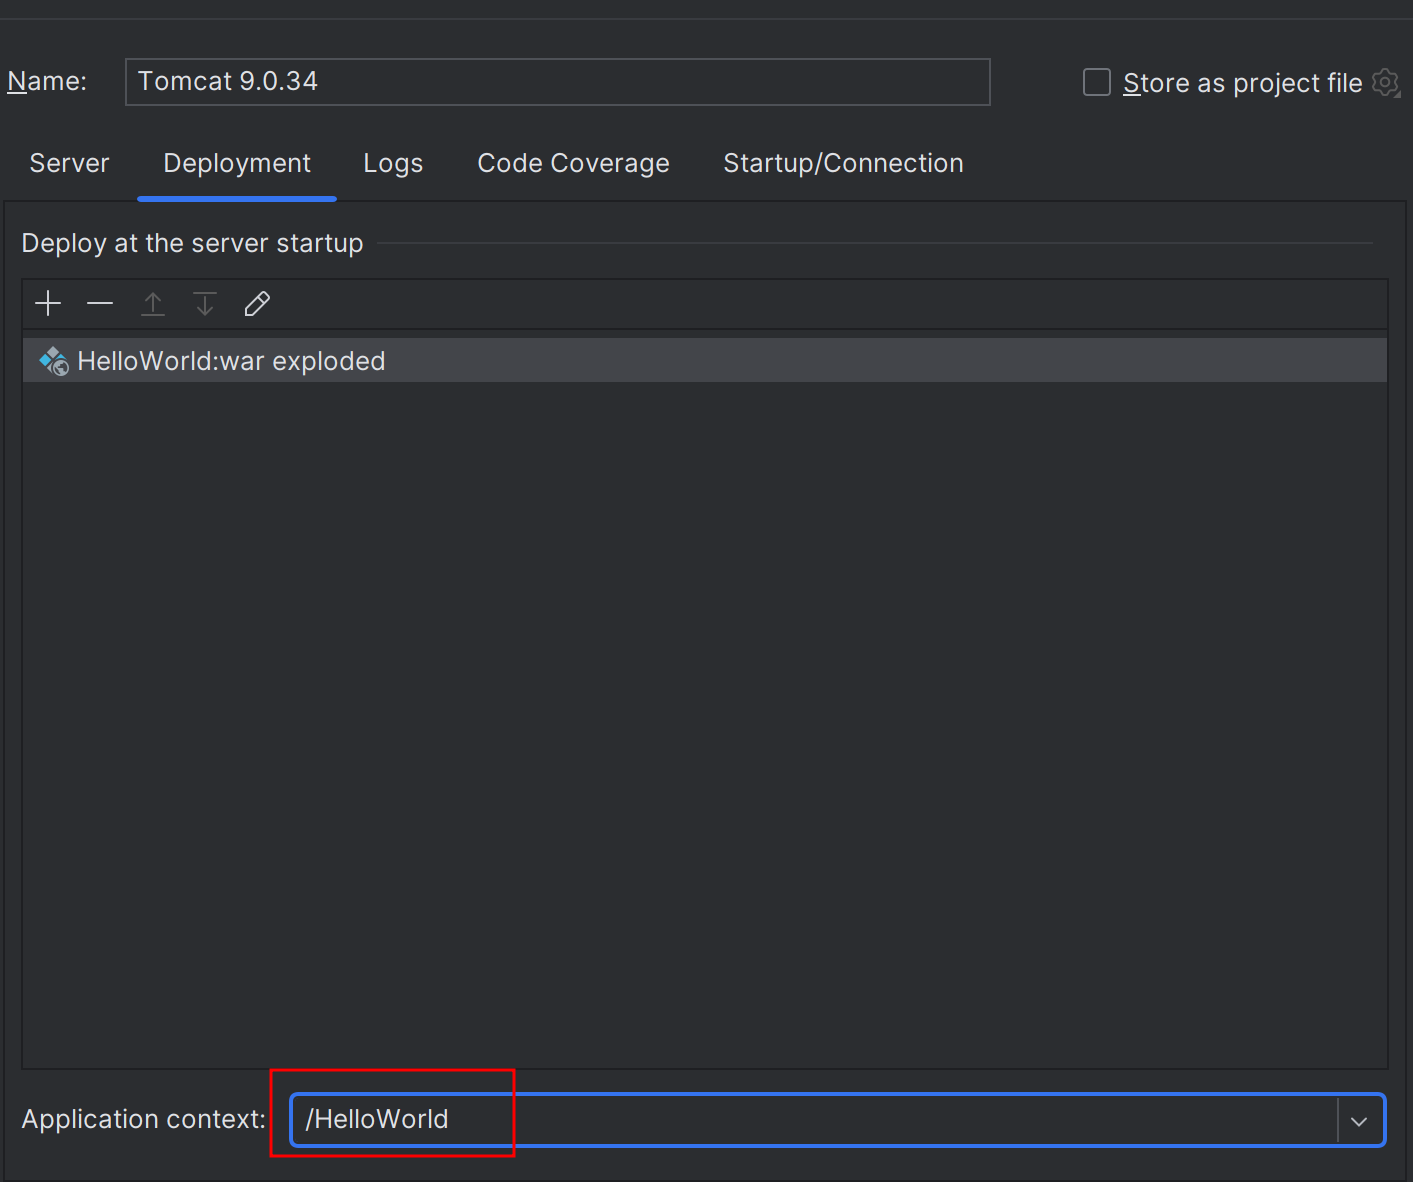 Name: Tomcat 9.0.34 Store as project file
Server Deployment Logs Code Coverage Startup/Connection
Deploy at the server startup
HelloWorld:war exploded
Application context: /HelloWorld